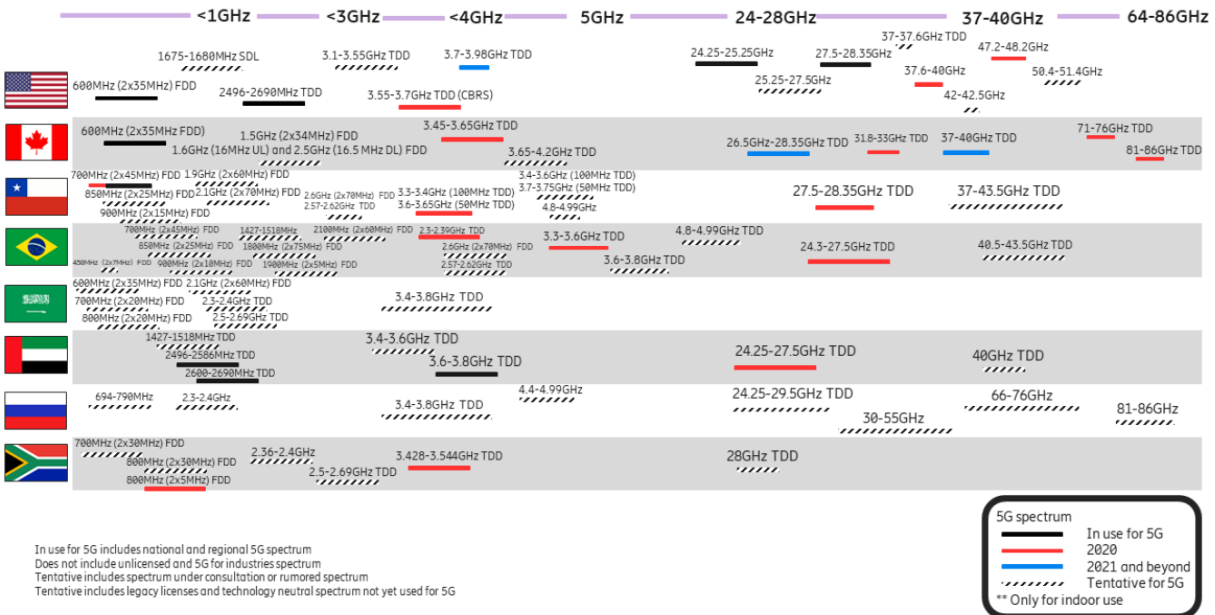 <1GHz <3GHz <4GHz 5GHz 24-28GHz 37-40GHz 64-86GHz
1675-1680MHz SDL 3.1-3.55GHz TDD 3.7-3.98GHz TDD 24.25-25.25GHz 27.5-28.35GHz 37-37.6GHz TDD 47.2-48.2GHz
600MHz (2x35MHz) FDD 2496-2690MHz TDD 3.55-3.7GHz TDD (CBRS) 25.25-27.5GHz 37.6-40GHz 50.4-51.4GHz
42-42.5GHz
600MHz (2x35MHz FDD) 1.5GHz (2x34MHz) FDD 3.45-3.65GHz TDD 26.5GHz-28.35GHz TDD 31.8-33GHz TDD 37-40GHz TDD 71-76GHz TDD
1.6GHz (16MHz UL) and 2.5GHz (16.5 MHz DL) FDD 3.65-4.2GHz TDD 81-86GHz TDD
700MHz (2x45MHz) FDD 1.9GHz (2x60MHz) FDD 3.4-3.6GHz (100MHz TDD)
850MHz (2x25MHz) FDD 2.1GHz (2x70MHz) FDD 2.6GHz (2x70MHz) FDD 3.3-3.4GHz (100MHz TDD) 3.7-3.75GHz (50MHz TDD) 27.5-28.35GHz TDD 37-43.5GHz TDD
900MHz (2x15MHz) FDD 2.57-2.62GHz TDD 3.6-3.65GHz (50MHz TDD) 4.8-4.99GHz
700MHz (2x45MHz) FDD 1427-1518MHz 2100MHz (2x60MHz) FDD 2.3-2.39GHz TDD 3.3-3.6GHz TDD 4.8-4.99GHz TDD
850MHz (2x25MHz) FDD 1800MHz (2x75MHz) FDD 2.6GHz (2x70MHz) FDD 24.3-27.5GHz TDD 40.5-43.5GHz TDD
450MHz (2x7MHz) FDD 900MHz (2x10MHz) FDD 1900MHz (2x5MHz) FDD 2.57-2.62GHz TDD 3.6-3.8GHz TDD
600MHz (2x35MHz) FDD 2.1GHz (2x60MHz) FDD
700MHz (2x20MHz) FDD 2.3-2.4GHz TDD 3.4-3.8GHz TDD
800MHz (2x20MHz) FDD 2.5-2.69GHz TDD
1427-1518MHz TDD 3.4-3.6GHz TDD
2496-2586MHz TDD 3.6-3.8GHz TDD 24.25-27.5GHz TDD 40GHz TDD
2600-2690MHz TDD
694-790MHz 2.3-2.4GHz 3.4-3.8GHz TDD 4.4-4.99GHz 24.25-29.5GHz TDD 66-76GHz
30-55GHz 81-86GHz
700MHz (2x30MHz) FDD
800MHz (2x30MHz) FDD 2.36-2.4GHz 3.428-3.544GHz TDD 28GHz TDD
800MHz (2x5MHz) FDD 2.5-2.69GHz TDD
5G spectrum
In use for 5G
2020
2021 and beyond
Tentative for 5G
** Only for indoor use
In use for 5G includes national and regional 5G spectrum
Does not include unlicensed and 5G for industries spectrum
Tentative includes spectrum under consultation or rumored spectrum
Tentative includes legacy licenses and technology neutral spectrum not yet used for 5G